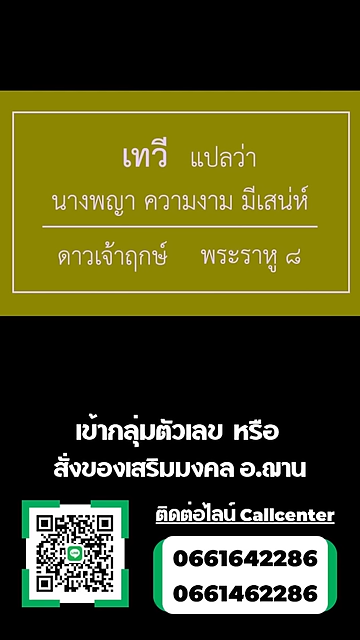 เทวี แปลว่า
นางพญา ความงาม มีเสน่ห์
ดาวเจ้าฤกษ์ พระราหู ๘
เข้ากลุ่มตัวเลข หรือ
สั่งของเสริมมงคล อ.ฌาน
ติดต่อไลน์ Callcenter
0661642286
0661462286